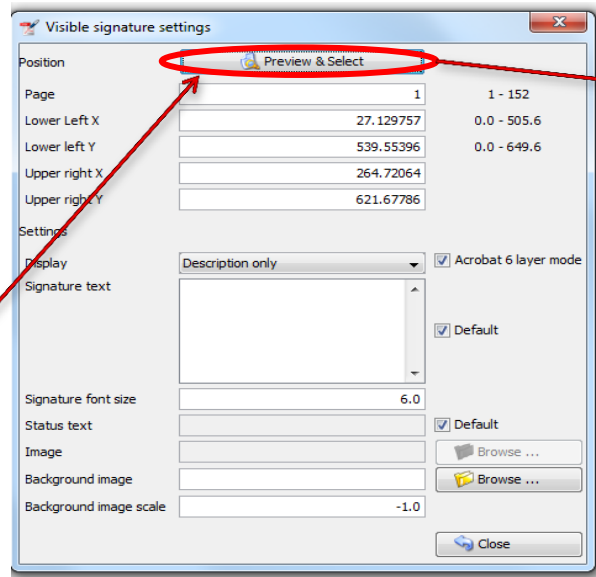 Visible signature settings
Position Preview & Select
Page 1 1 - 152
Lower Left X 27.129757 0.0 - 505.6
Lower left Y 539.55396 0.0 - 649.6
Upper right X 264.72064
Upper right Y 621.67786
Settings
Display Description only Acrobat 6 layer mode
Signature text
Default
Signature font size 6.0
Status text Default
Image Browse ...
Background image Browse ...
Background image scale -1.0
Close